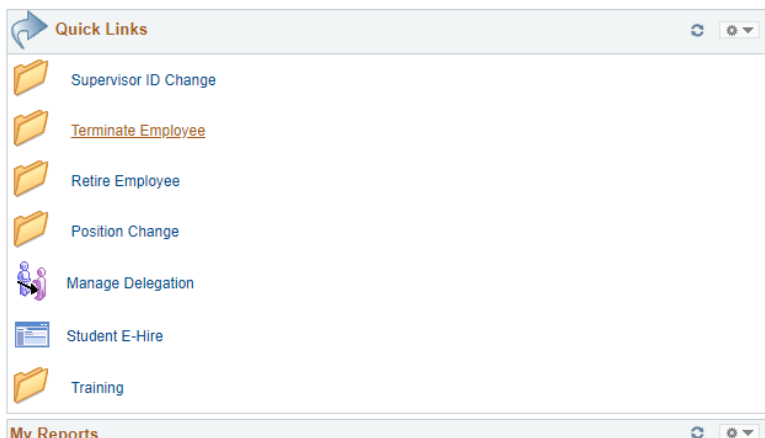 Quick Links
Supervisor ID Change
Terminate Employee
Retire Employee
Position Change
Manage Delegation
Student E-Hire
Training
My Reports